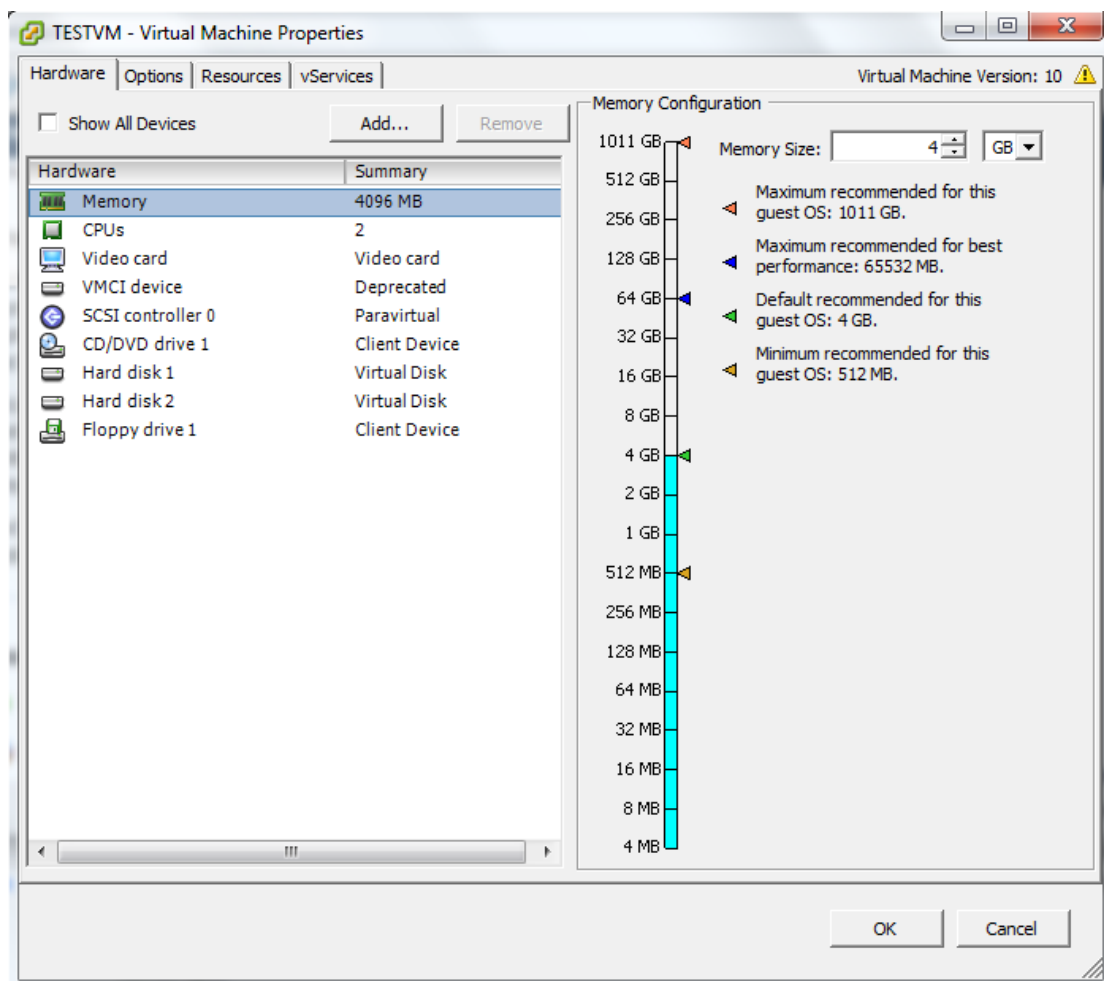 TESTVM - Virtual Machine Properties
Hardware Options Resources vServices
Virtual Machine Version: 10
Show All Devices
Add...
Remove
Hardware Summary
Memory 4096 MB
CPUs 2
Video card Video card
VMCI device Deprecated
SCSI controller 0 Paravirtual
CD/DVD drive 1 Client Device
Hard disk 1 Virtual Disk
Hard disk 2 Virtual Disk
Floppy drive 1 Client Device
Memory Configuration
1011 GB
512 GB
256 GB
128 GB
64 GB
32 GB
16 GB
8 GB
4 GB
2 GB
1 GB
512 MB
256 MB
128 MB
64 MB
32 MB
16 MB
8 MB
4 MB
Memory Size: 4 GB
Maximum recommended for this
guest OS: 1011 GB.
Maximum recommended for best
performance: 65532 MB.
Default recommended for this
guest OS: 4 GB.
Minimum recommended for this
guest OS: 512 MB.
OK
Cancel